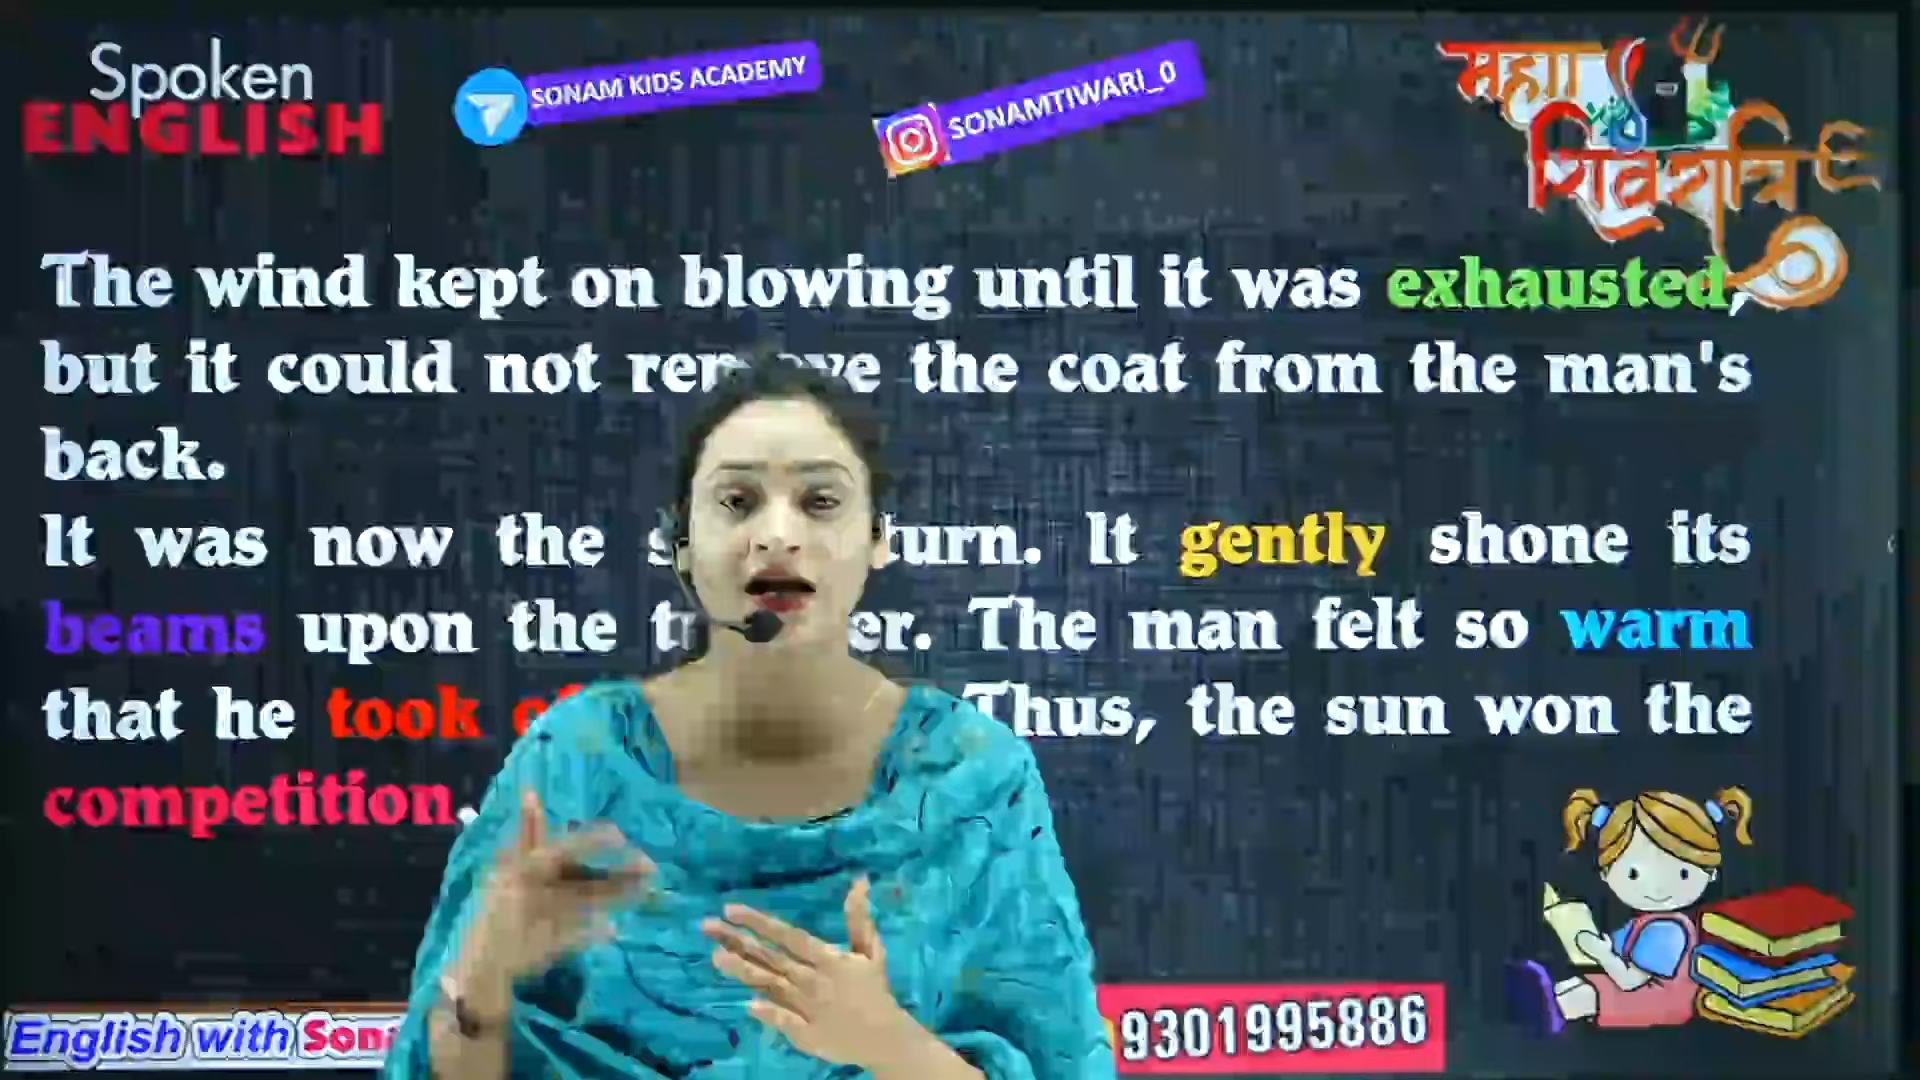 Spoken
ENGLISH
SONAM KIDS ACADEMY
SONAMTIWARI_0
महा
शिवरात्रि
The wind kept on blowing until it was exhausted,
but it could not the coat from the man's
back.
It was now the turn. It gently shone its
beams upon the The man felt so warm
that he took Thus, the sun won the
competition.
English with
9301995886